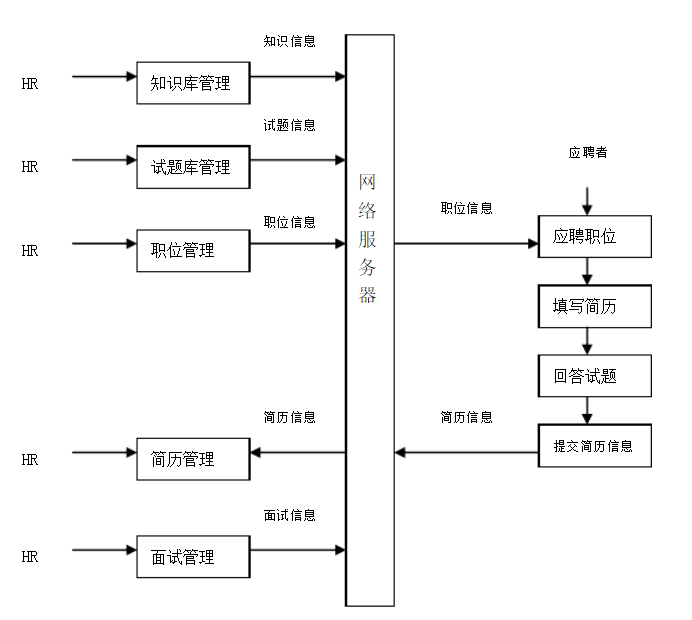 知识信息
HR
知识库管理
试题信息
应聘者
HR
试题库管理
网络服务器
职位信息
职位信息
HR
职位管理
应聘职位
填写简历
回答试题
简历信息
简历信息
HR
简历管理
提交简历信息
面试信息
HR
面试管理